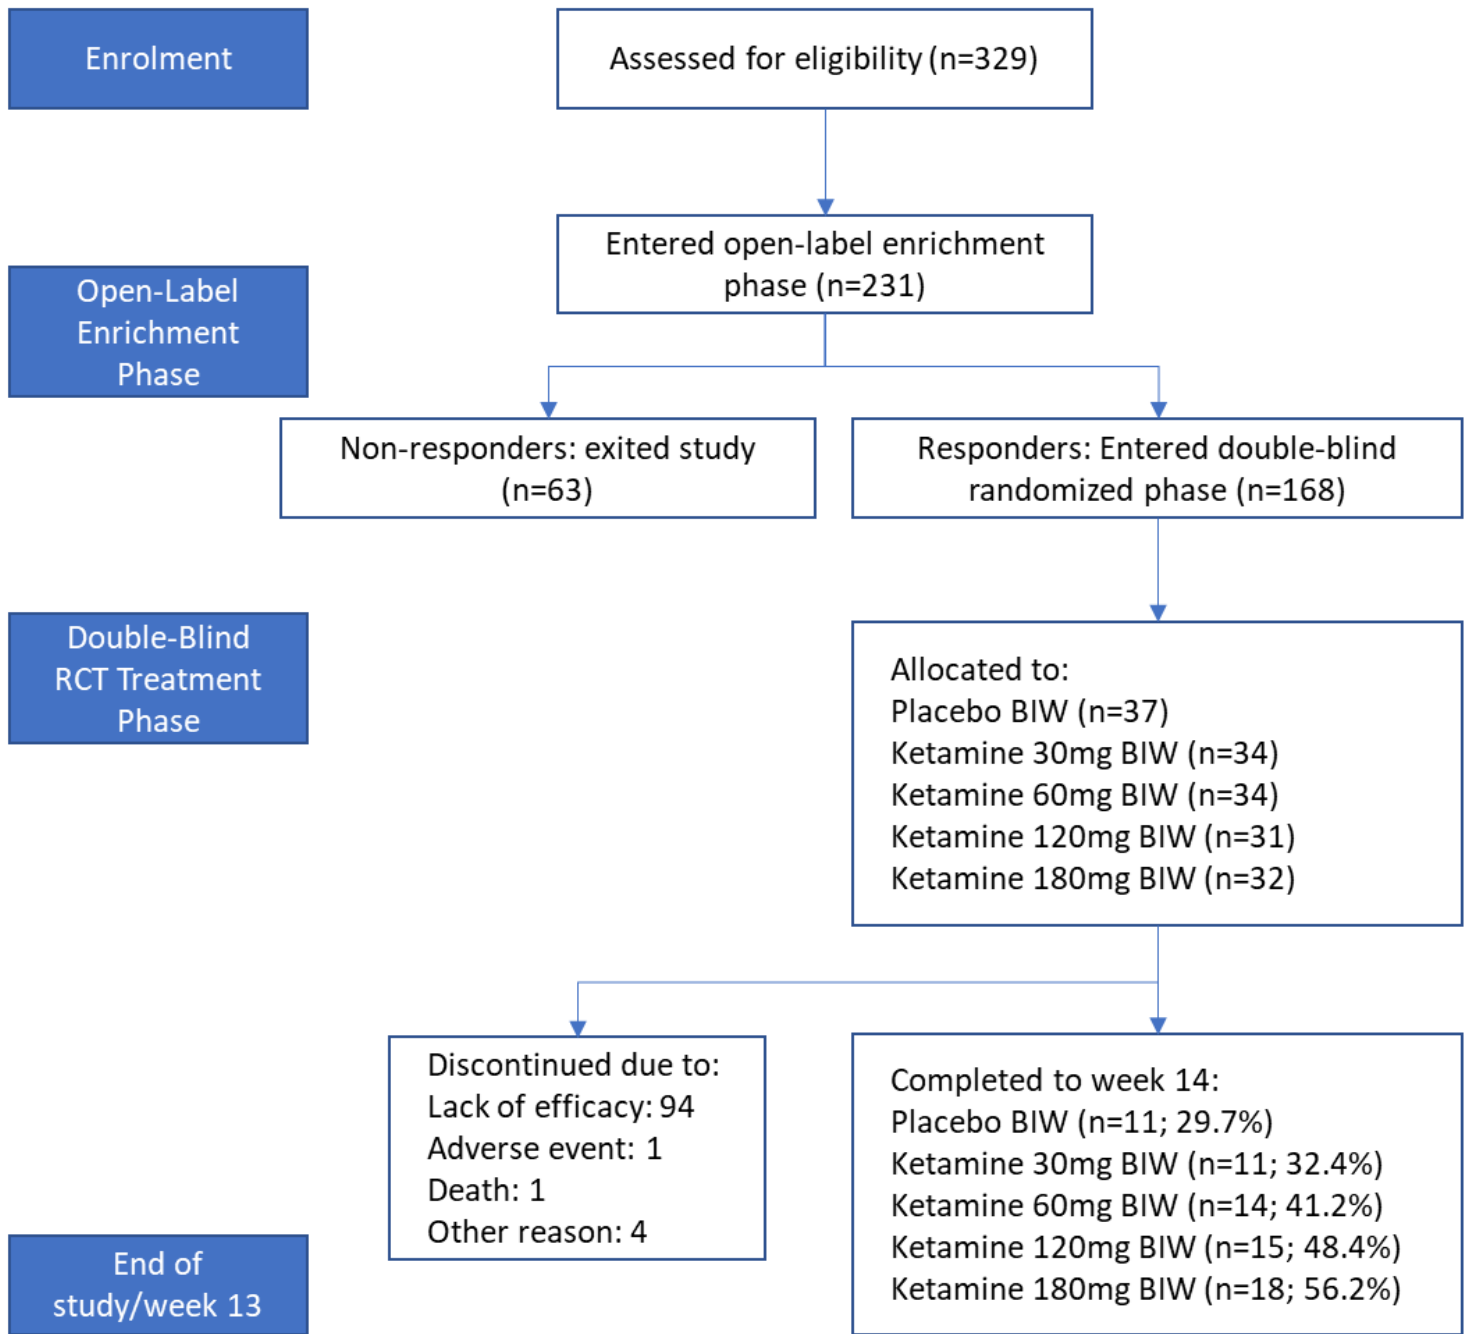 Enrolment
Assessed for eligibility (n=329)
Entered open-label enrichment
phase (n=231)
Open-Label
Enrichment
Phase
Non-responders: exited study
(n=63)
Responders: Entered double-blind
randomized phase (n=168)
Double-Blind
RCT Treatment
Phase
Allocated to:
Placebo BIW (n=37)
Ketamine 30mg BIW (n=34)
Ketamine 60mg BIW (n=34)
Ketamine 120mg BIW (n=31)
Ketamine 180mg BIW (n=32)
Discontinued due to:
Lack of efficacy: 94
Adverse event: 1
Death: 1
Other reason: 4
Completed to week 14:
Placebo BIW (n=11; 29.7%)
Ketamine 30mg BIW (n=11; 32.4%)
Ketamine 60mg BIW (n=14; 41.2%)
Ketamine 120mg BIW (n=15; 48.4%)
Ketamine 180mg BIW (n=18; 56.2%)
End of
study/week 13